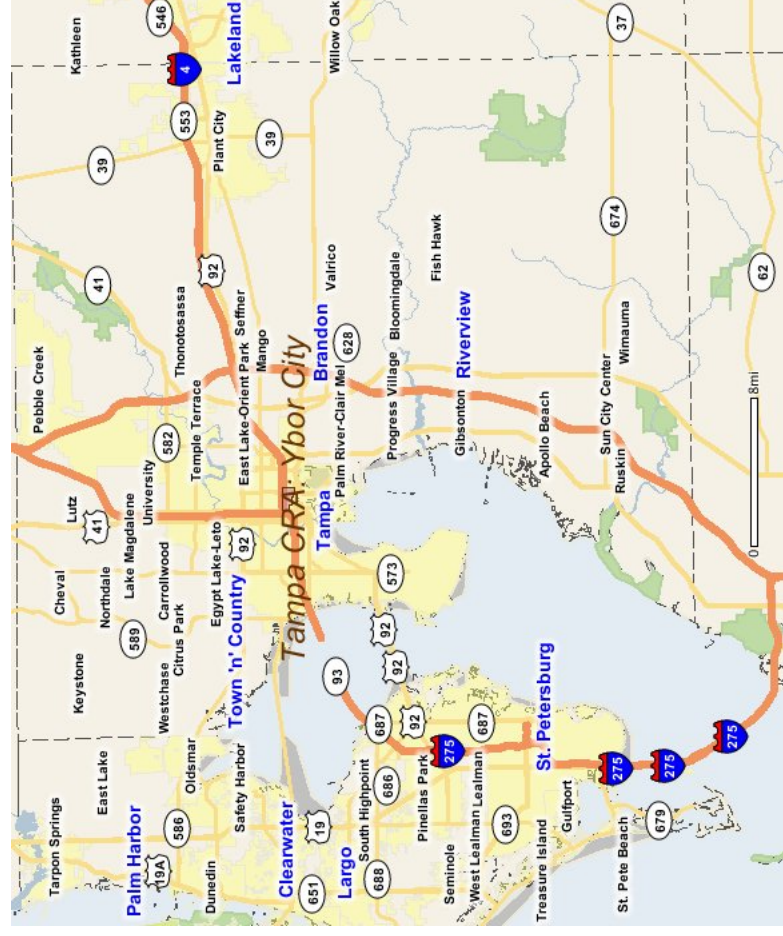 Tarpon Springs
East Lake
Keystone
Cheval
Lutz
Pebble Creek
Kathleen
41
39
41
Northdale
Palm Harbor
Lake Magdalene
589
19A
University
546
Westchase
Carrollwood
582
586
Citrus Park
Thonotosassa
553
4
Oldsmar
Temple Terrace
Dunedin
Egypt Lake-Leto
92
Plant City
Town 'n' Country
92
Lakeland
Safety Harbor
East Lake-Orient Park
Seffner
Mango
39
Clearwater
Tampa CRA: Ybor City
651
19
Tampa
Brandon
Largo
93
Palm River-Clair Mel
Valrico
Willow Oak
628
South Highpoint
688
686
687
92
92
573
Progress Village
Bloomingdale
92
Pinellas Park
Fish Hawk
Seminole
275
Gibsonton
Riverview
West Lealman
Lealman
687
693
Treasure Island
St. Petersburg
Apollo Beach
Gulfport
Sun City Center
Ruskin
Wimauma
674
37
St. Pete Beach
275
679
275
275
0
8mi
62